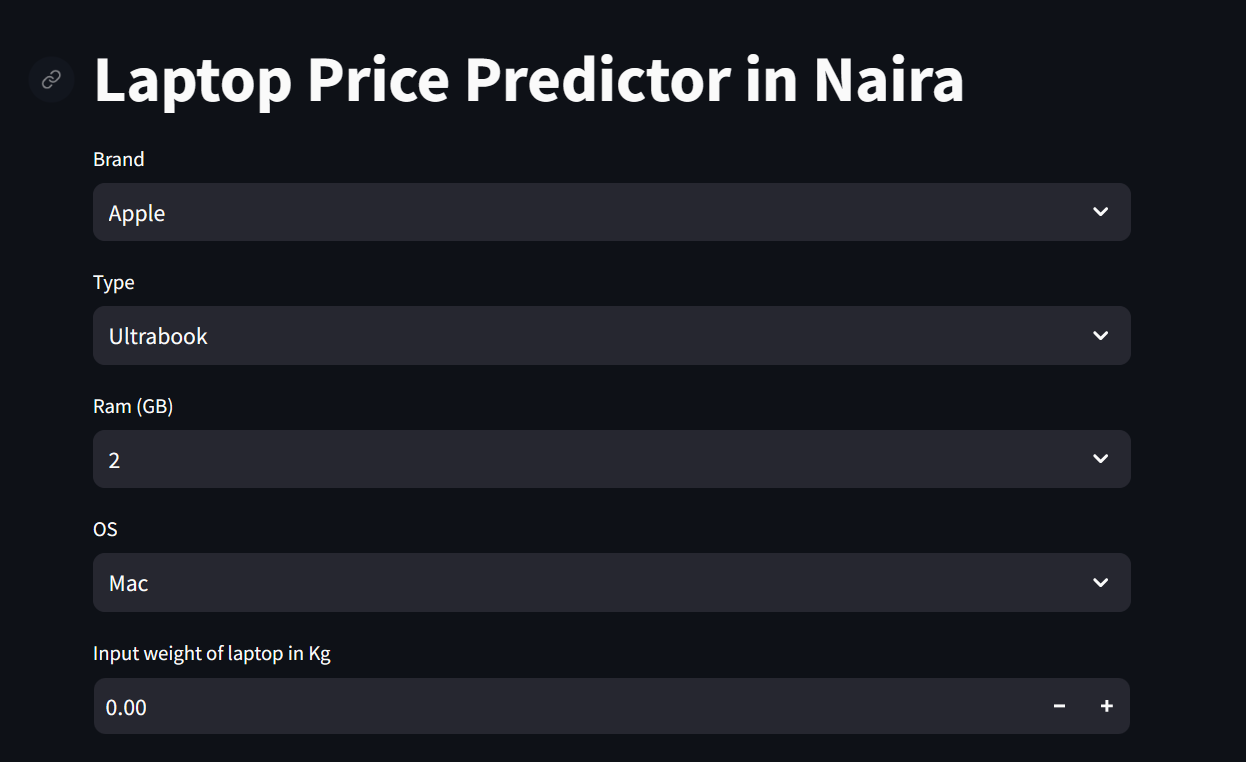 Laptop Price Predictor in Naira
Brand
Apple
Type
Ultrabook
Ram (GB)
2
OS
Mac
Input weight of laptop in Kg
0.00